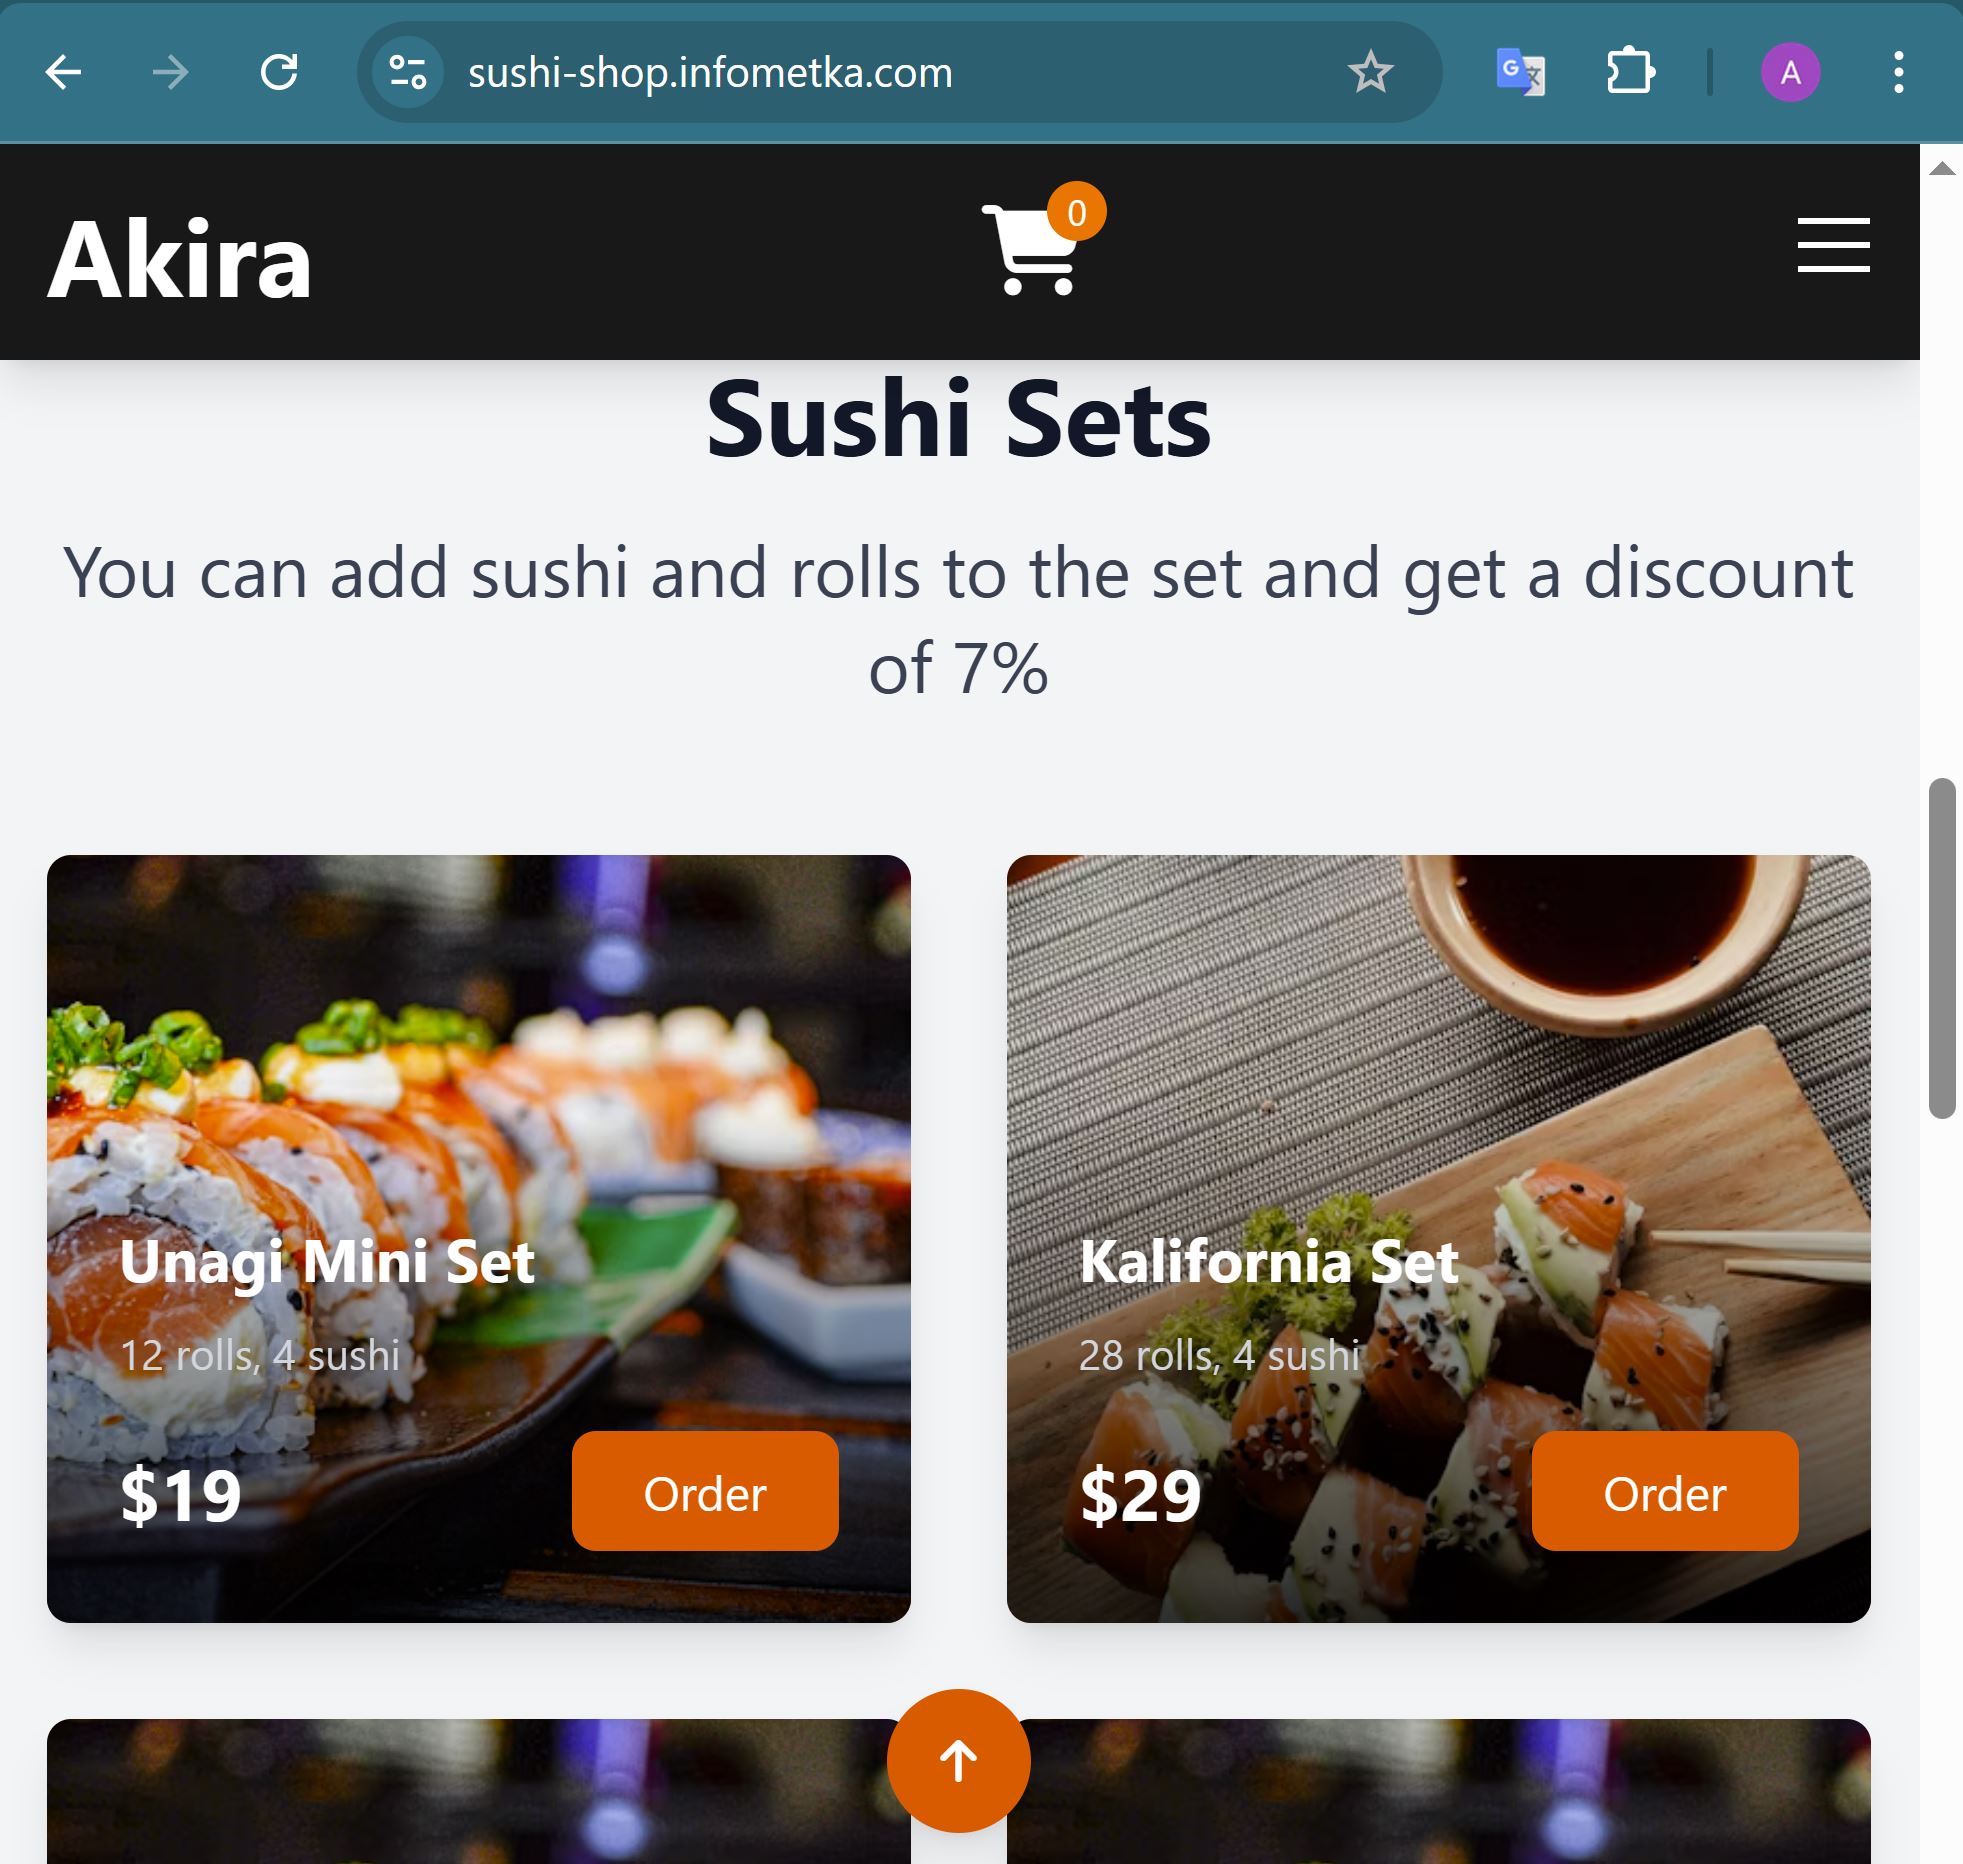 sushi-shop.infometka.com
G 文
A
Akira
0
Sushi Sets
You can add sushi and rolls to the set and get a discount
of 7%
Unagi Mini Set
12 rolls, 4 sushi
$19
Order
Kalifornia Set
28 rolls, 4 sushi
$29
Order